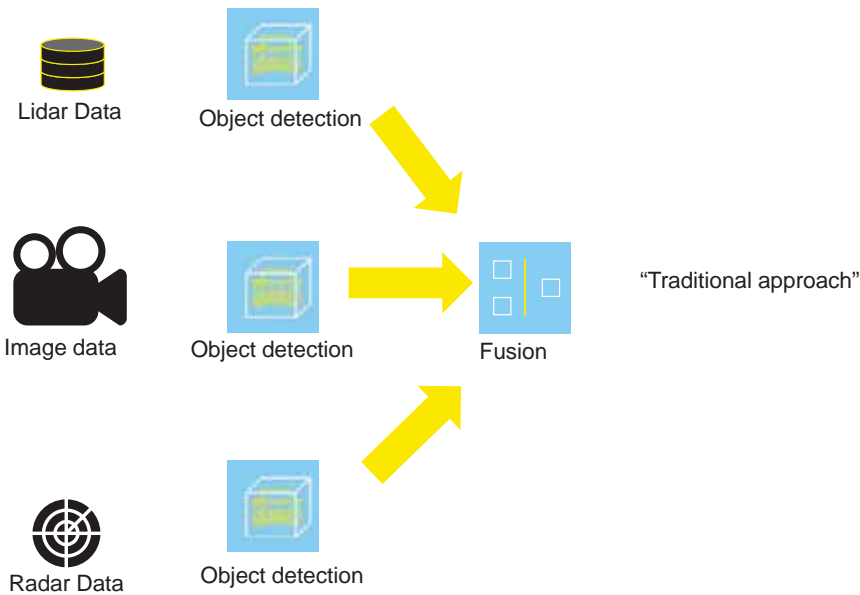 Lidar Data
Object detection
Image data
Object detection
Fusion
“Traditional approach”
Radar Data
Object detection